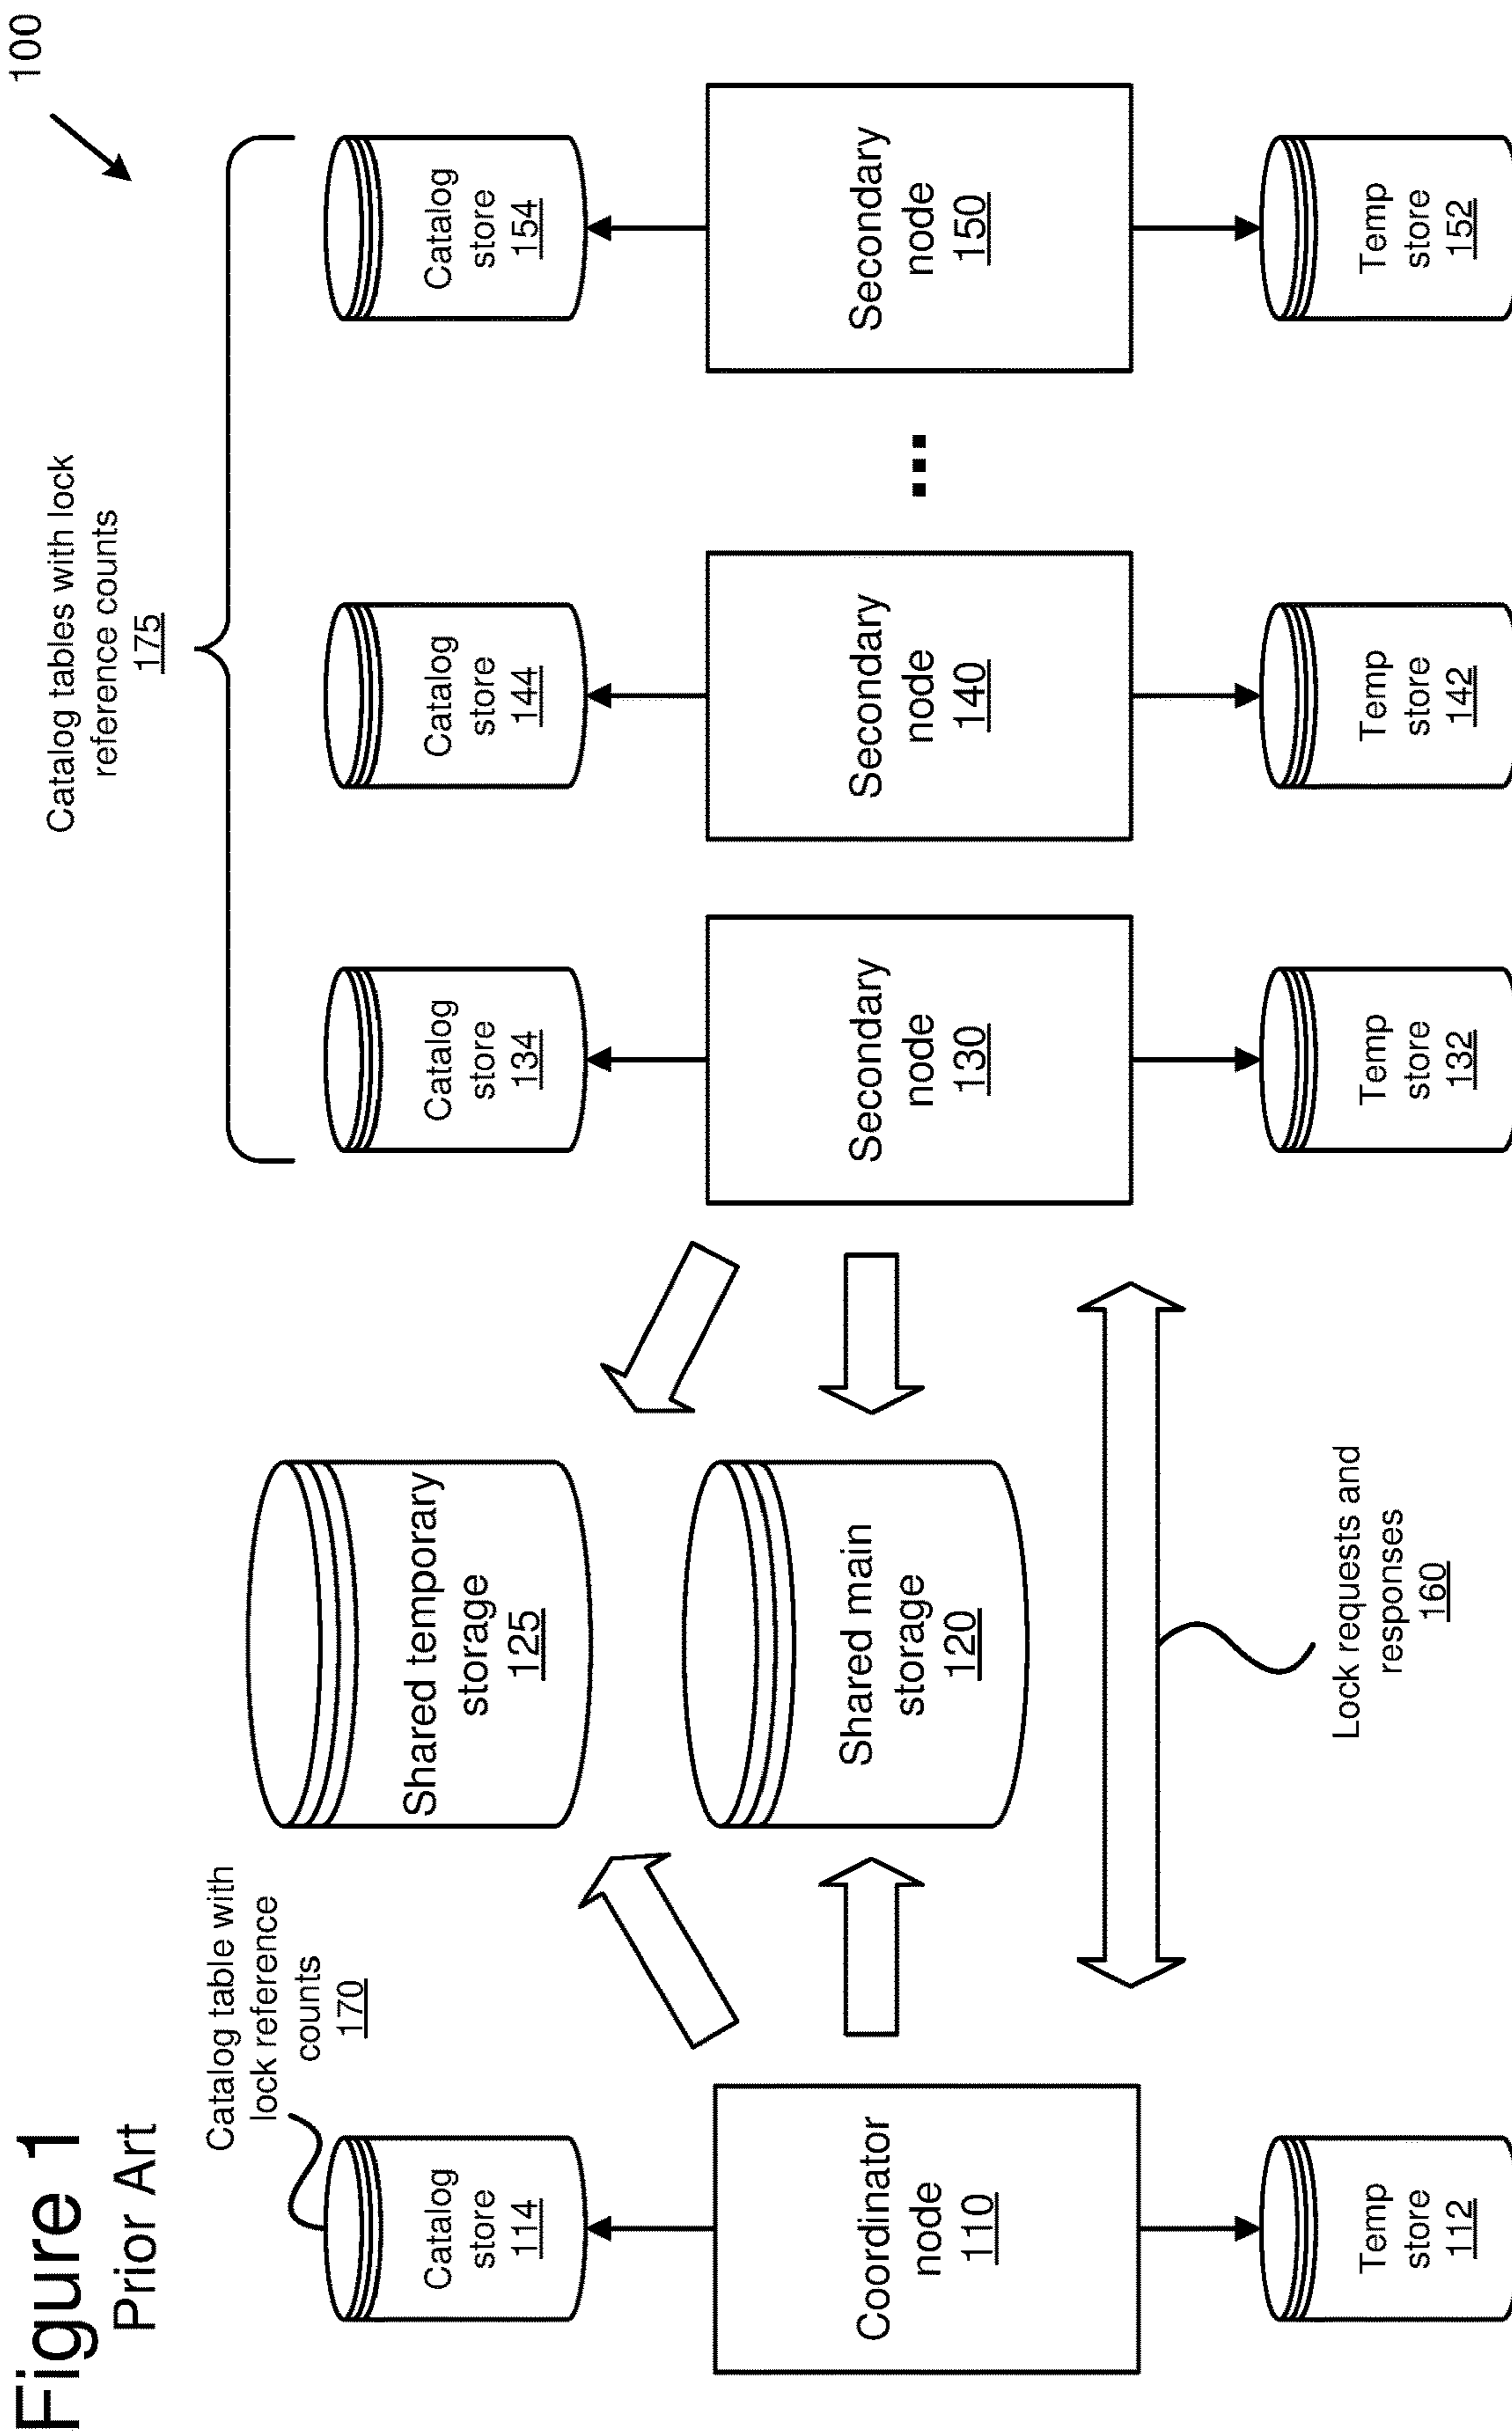 Figure 1
Prior Art
100
Catalog table with
lock reference
counts
170
Catalog tables with lock
reference counts
175
Catalog
store
114
Shared temporary
storage
125
Catalog
store
134
Catalog
store
144
Catalog
store
154
Coordinator
node
110
Shared main
storage
120
Secondary
node
130
Secondary
node
140
...
Secondary
node
150
Temp
store
112
Lock requests and
responses
160
Temp
store
132
Temp
store
142
Temp
store
152